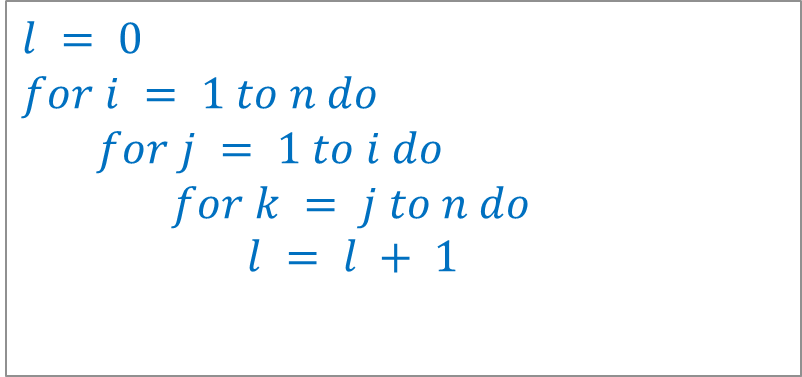 l = 0
for i = 1 to n do
for j = 1 to i do
for k = j to n do
l = l + 1